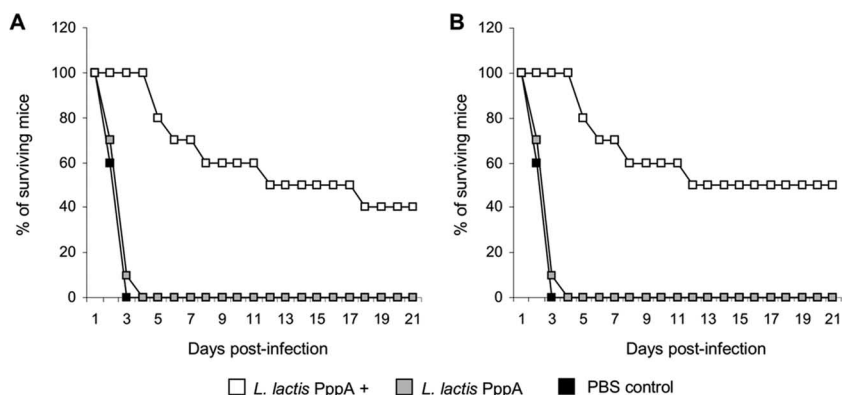 A
120
100
80
60
40
20
0
% of surviving mice
1 3 5 7 9 11 13 15 17 19 21
Days post-infection
B
120
100
80
60
40
20
0
% of surviving mice
1 3 5 7 9 11 13 15 17 19 21
Days post-infection
L. lactis PppA + L. lactis PppA PBS control